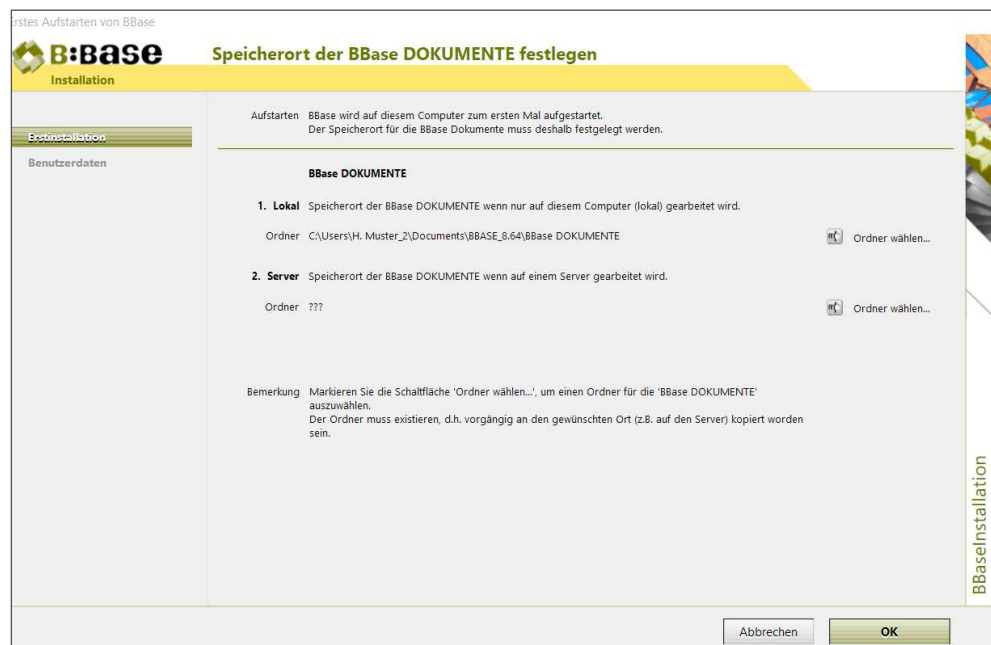 rstes Aufstarten von BBase
B:Base
Installation
Speicherort der BBase DOKUMENTE festlegen
Erstinstallation
Benutzerdaten
Aufstarten BBase wird auf diesem Computer zum ersten Mal aufgestartet.
Der Speicherort für die BBase Dokumente muss deshalb festgelegt werden.
BBase DOKUMENTE
1. Lokal Speicherort der BBase DOKUMENTE wenn nur auf diesem Computer (lokal) gearbeitet wird.
Ordner C:\Users\H. Muster_2\Documents\BBASE_8.64\BBase DOKUMENTE Ordner wählen...
2. Server Speicherort der BBase DOKUMENTE wenn auf einem Server gearbeitet wird.
Ordner ??? Ordner wählen...
Bemerkung Markieren Sie die Schaltfläche 'Ordner wählen...', um einen Ordner für die 'BBase DOKUMENTE'
auszuwählen.
Der Ordner muss existieren, d.h. vorgängig an den gewünschten Ort (z.B. auf den Server) kopiert worden
sein.
BBaseInstallation
Abbrechen OK